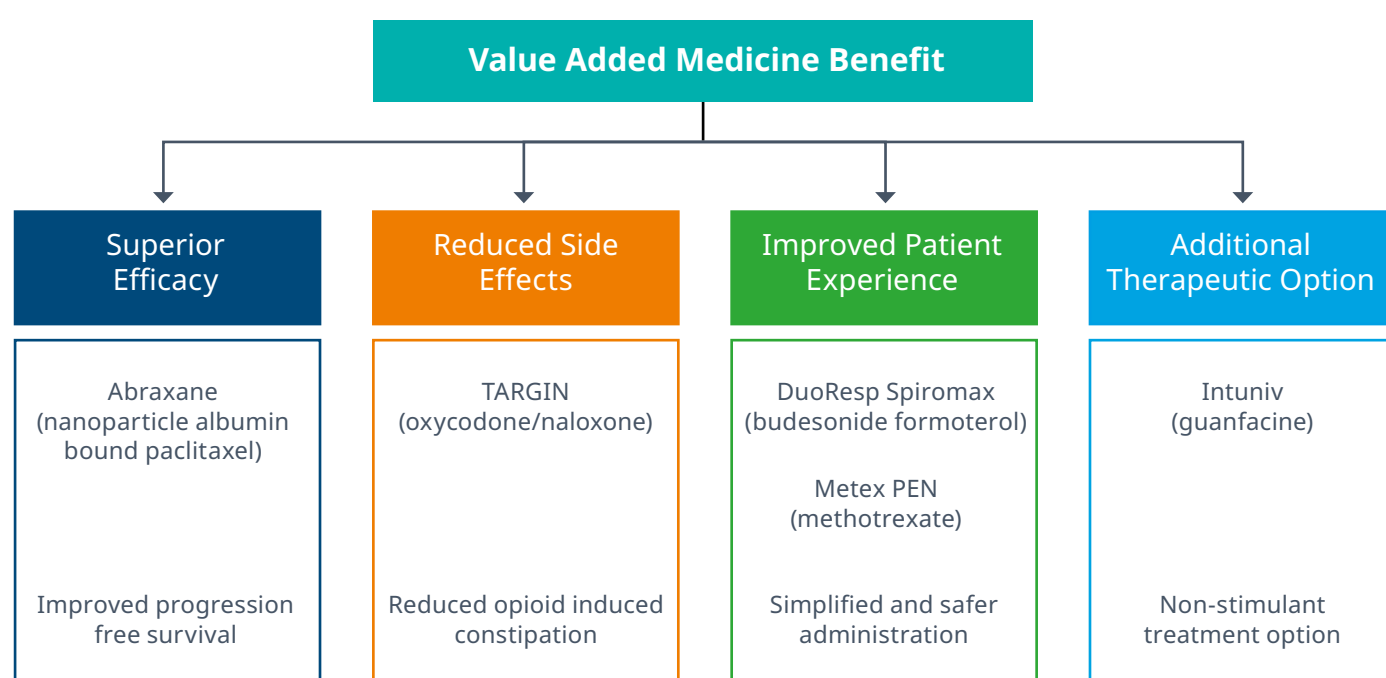 Value Added Medicine Benefit
Superior
Efficacy
Reduced Side
Effects
Improved Patient
Experience
Additional
Therapeutic Option
Abraxane
(nanoparticle albumin
bound paclitaxel)
Improved progression
free survival
TARGIN
(oxycodone/naloxone)
Reduced opioid induced
constipation
DuoResp Spiromax
(budesonide formoterol)
Metex PEN
(methotrexate)
Simplified and safer
administration
Intuniv
(guanfacine)
Non-stimulant
treatment option